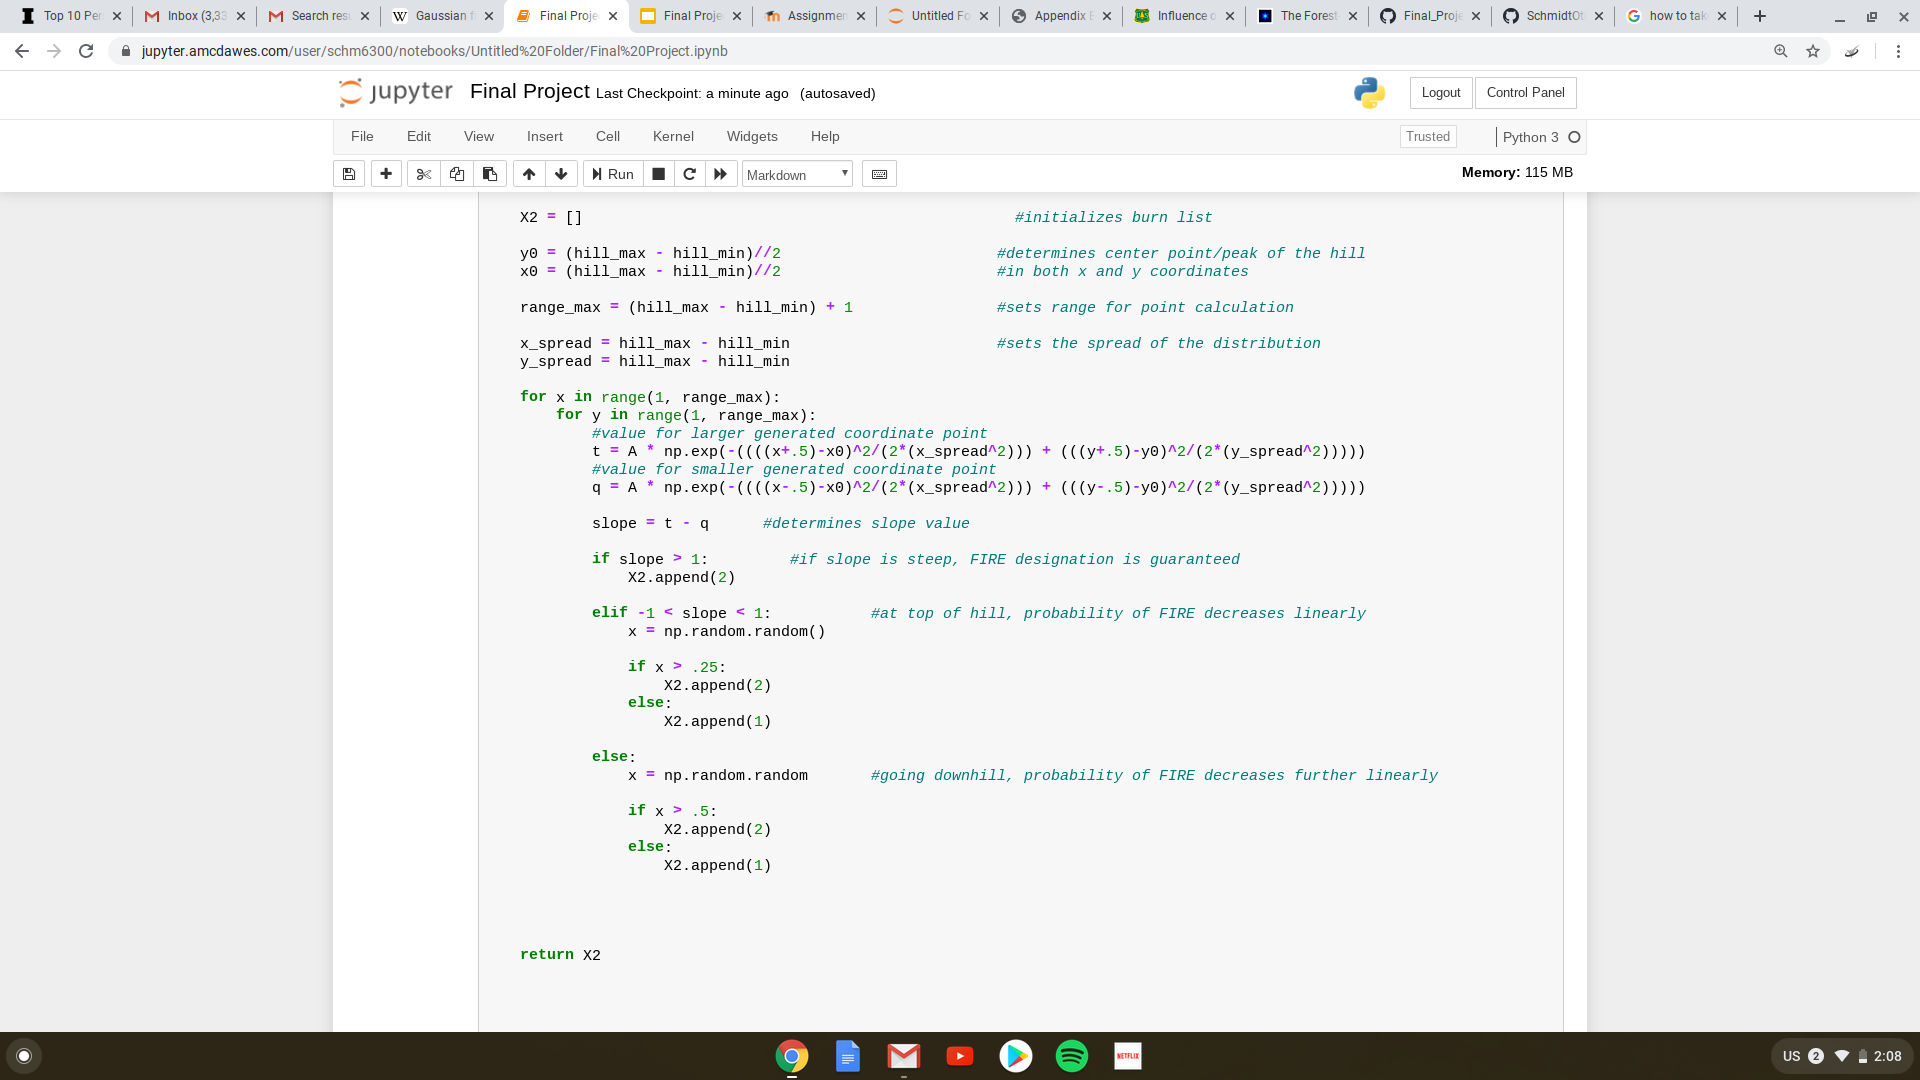 Top 10 Per
Inbox (3,33
Search resu
Gaussian f
Final Proje
Final Proje
Assignmen
Untitled Fo
Appendix E
Influence o
The Forest
Final_Proje
SchmidtOt
how to tak
jupyter.amcdawes.com/user/schm6300/notebooks/Untitled%20Folder/Final%20Project.ipynb
jupyter Final Project Last Checkpoint: a minute ago (autosaved) Logout Control Panel
File Edit View Insert Cell Kernel Widgets Help Trusted Python 3
Run Markdown Memory: 115 MB
X2 = [] #initializes burn list
y0 = (hill_max - hill_min)//2 #determines center point/peak of the hill
x0 = (hill_max - hill_min)//2 #in both x and y coordinates
range_max = (hill_max - hill_min) + 1 #sets range for point calculation
x_spread = hill_max - hill_min #sets the spread of the distribution
y_spread = hill_max - hill_min
for x in range(1, range_max):
for y in range(1, range_max):
#value for larger generated coordinate point
t = A * np.exp(-((((x+.5)-x0)^2/(2*(x_spread^2))) + (((y+.5)-y0)^2/(2*(y_spread^2)))))
#value for smaller generated coordinate point
q = A * np.exp(-((((x-.5)-x0)^2/(2*(x_spread^2))) + (((y-.5)-y0)^2/(2*(y_spread^2)))))
slope = t - q #determines slope value
if slope > 1: #if slope is steep, FIRE designation is guaranteed
X2.append(2)
elif -1 < slope < 1: #at top of hill, probability of FIRE decreases linearly
x = np.random.random()
if x > .25:
X2.append(2)
else:
X2.append(1)
else:
x = np.random.random #going downhill, probability of FIRE decreases further linearly
if x > .5:
X2.append(2)
else:
X2.append(1)
return X2
NETFLIX
US 2 2:08